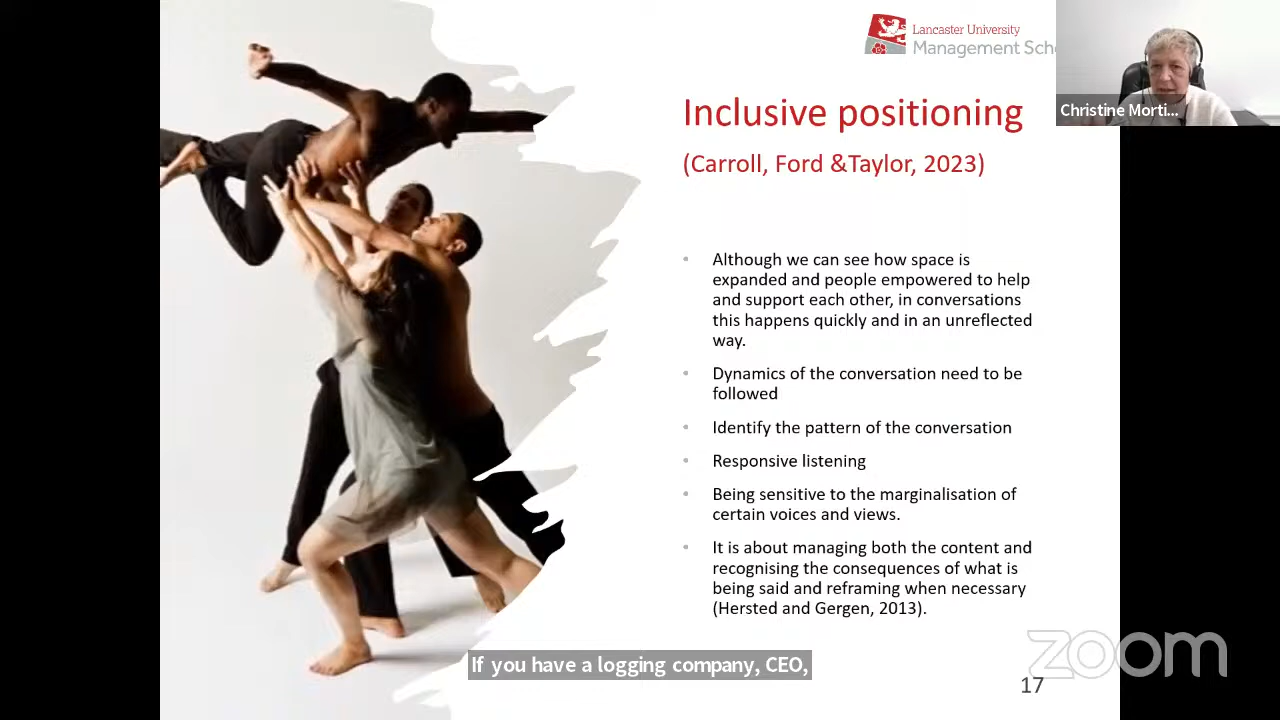 Lancaster University
Management Sch
Christine Morti...
Inclusive positioning
(Carroll, Ford &Taylor, 2023)
• Although we can see how space is
expanded and people empowered to help
and support each other, in conversations
this happens quickly and in an unreflected
way.
• Dynamics of the conversation need to be
followed
• Identify the pattern of the conversation
• Responsive listening
• Being sensitive to the marginalisation of
certain voices and views.
• It is about managing both the content and
recognising the consequences of what is
being said and reframing when necessary
(Hersted and Gergen, 2013).
If you have a logging company, CEO,
zoom
17